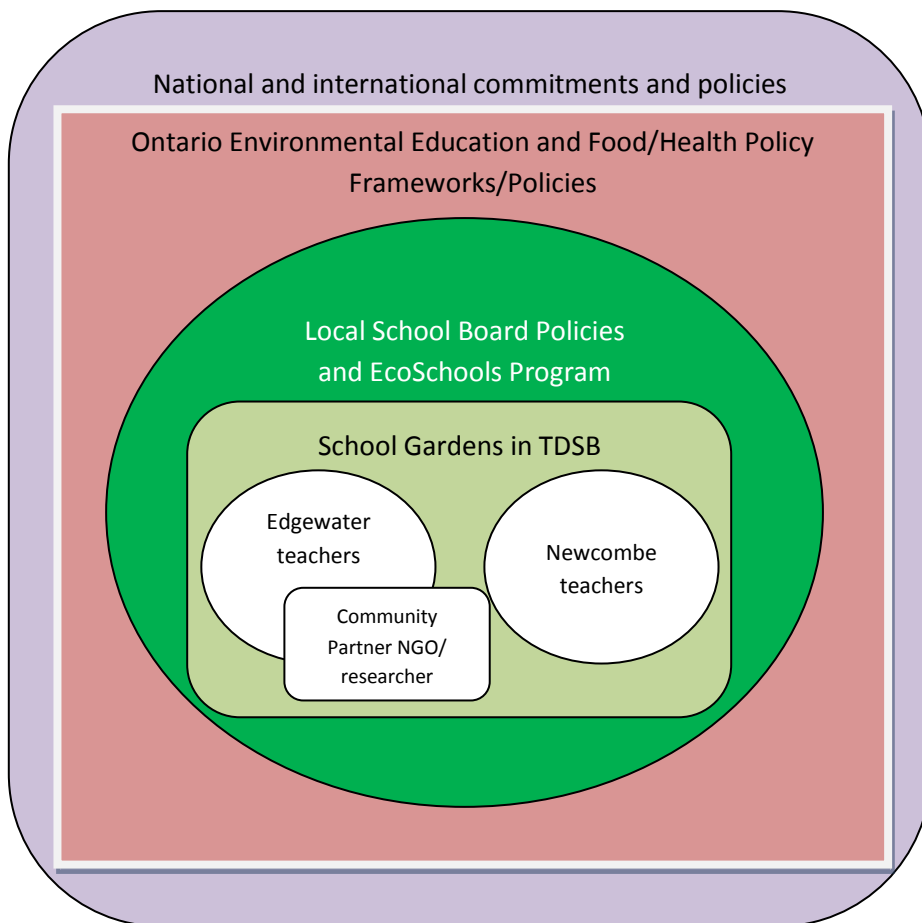 National and international commitments and policies
Ontario Environmental Education and Food/Health Policy
Frameworks/Policies
Local School Board Policies
and EcoSchools Program
School Gardens in TDSB
Edgewater
teachers
Newcombe
teachers
Community
Partner NGO/
researcher